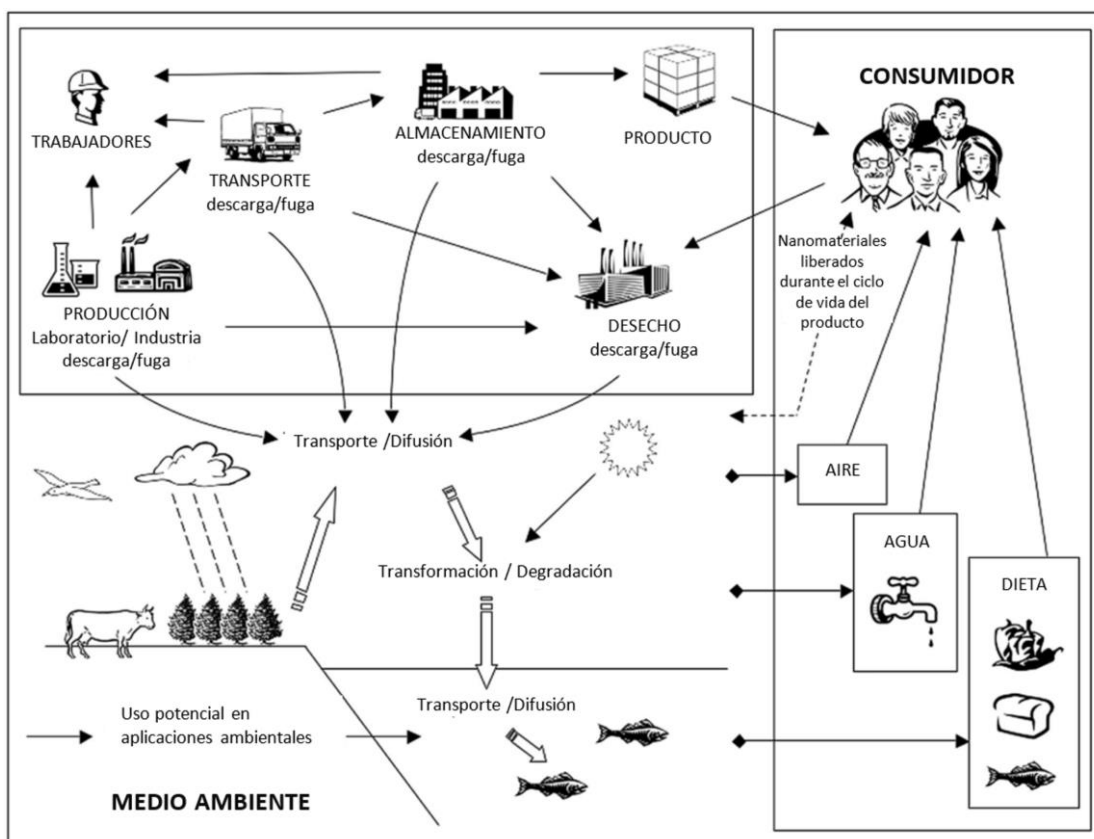 CONSUMIDOR
TRABAJADORES
TRANSPORTE
descarga/fuga
ALMACENAMIENTO
descarga/fuga
PRODUCTO
PRODUCCIÓN
Laboratorio/ Industria
descarga/fuga
DESECHO
descarga/fuga
Nanomateriales
liberados
durante el ciclo
de vida del
producto
Transporte /Difusión
AIRE
AGUA
Transformación / Degradación
DIETA
Transporte /Difusión
Uso potencial en
aplicaciones ambientales
MEDIO AMBIENTE